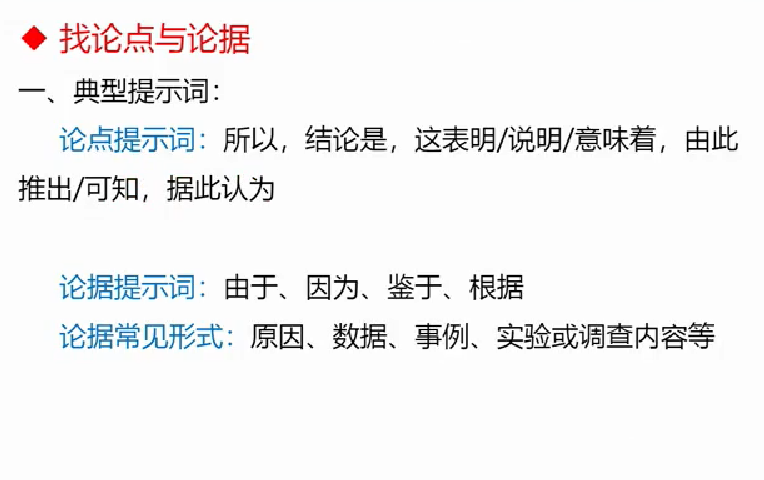 找论点与论据
一、典型提示词：
论点提示词：所以，结论是，这表明/说明/意味着，由此
推出/可知，据此认为
论据提示词：由于、因为、鉴于、根据
论据常见形式：原因、数据、事例、实验或调查内容等